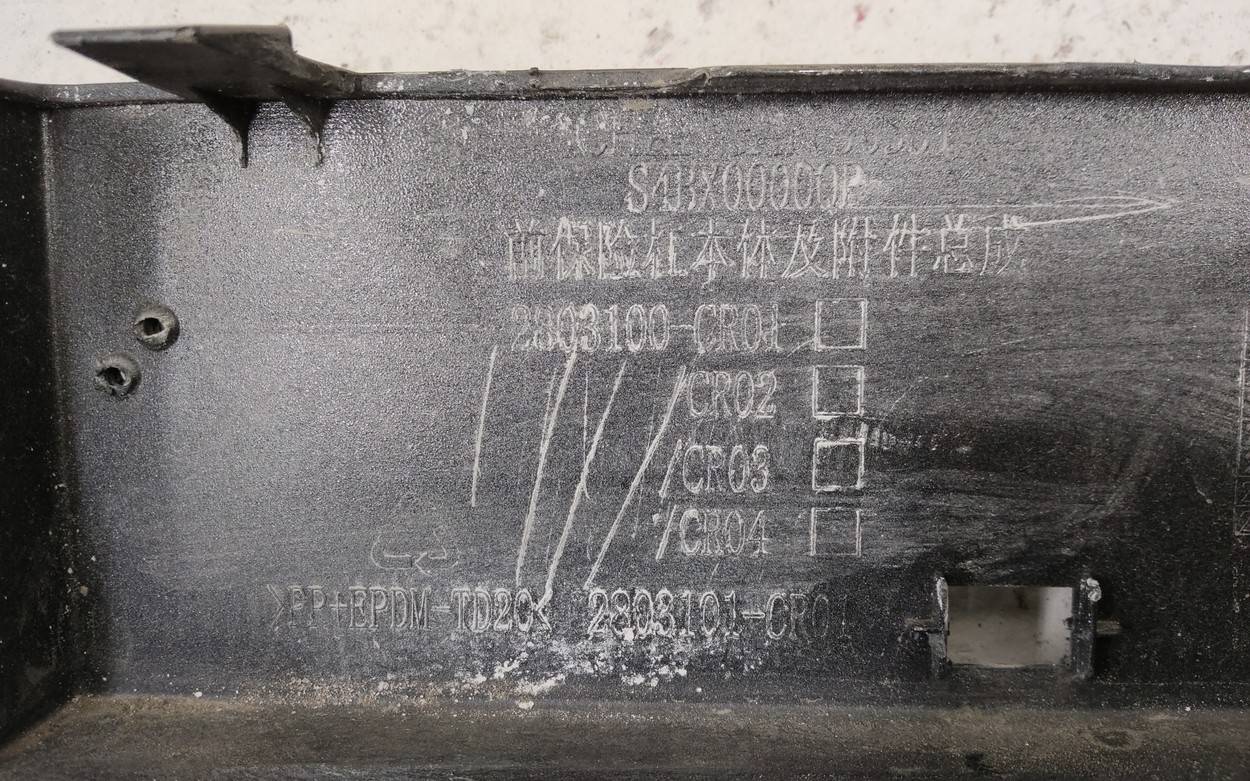 S4BX00000P
前保险杠本体及附件总成
2803100-CR01 □
/CR02 □
/CR03 □
/CR04 □
>PP+EPDM-TD20< 2803101-CR01